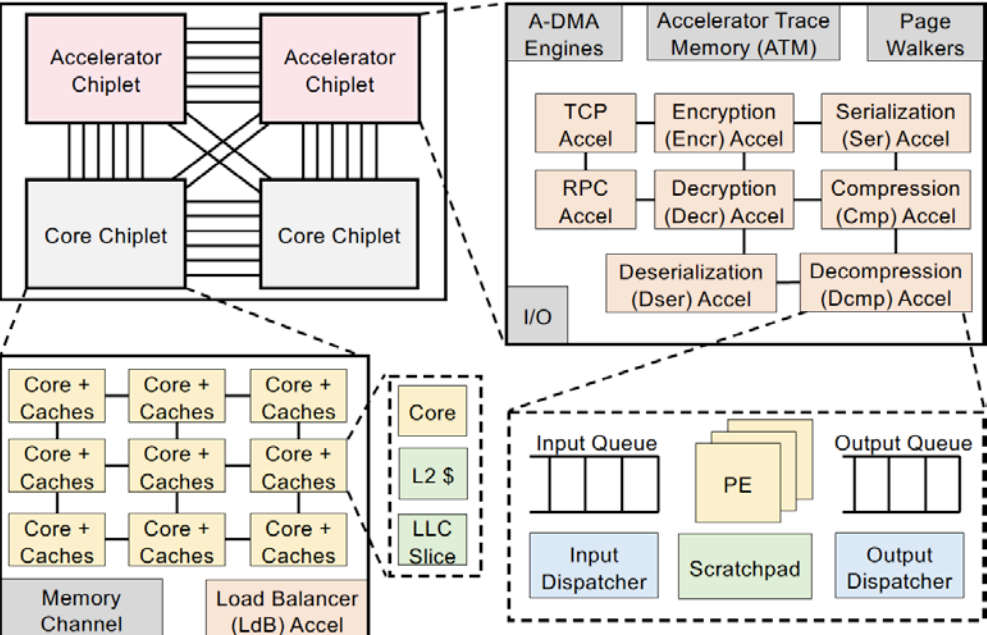 Accelerator
Chiplet
Accelerator
Chiplet
Core Chiplet
Core Chiplet
A-DMA
Engines
Accelerator Trace
Memory (ATM)
Page
Walkers
TCP
Accel
Encryption
(Encr) Accel
Serialization
(Ser) Accel
RPC
Accel
Decryption
(Decr) Accel
Compression
(Cmp) Accel
Deserialization
(Dser) Accel
Decompression
(Dcmp) Accel
I/O
Core +
Caches
Core +
Caches
Core +
Caches
Core +
Caches
Core +
Caches
Core +
Caches
Core +
Caches
Core +
Caches
Core +
Caches
Memory
Channel
Load Balancer
(LdB) Accel
Core
L2 $
LLC
Slice
Input Queue
PE
Output Queue
Input
Dispatcher
Scratchpad
Output
Dispatcher